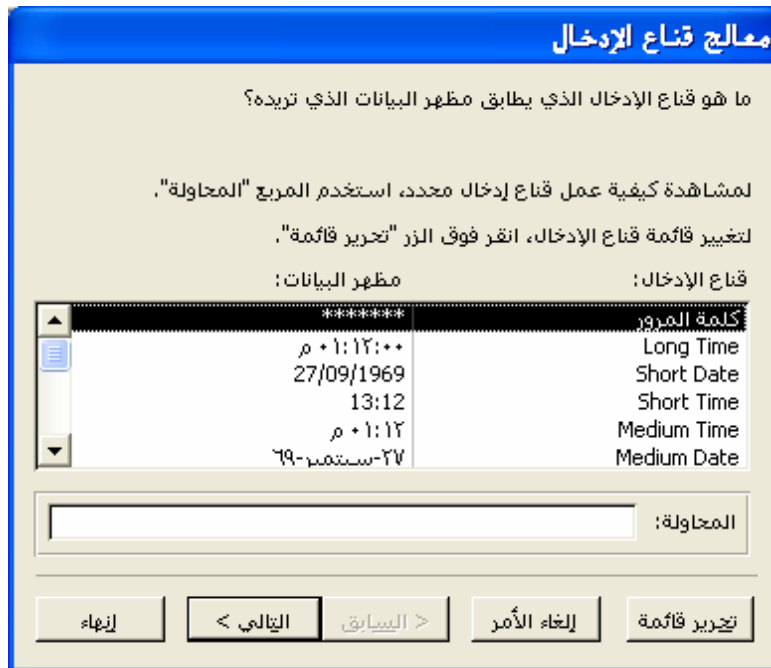 معالج قناع الإدخال
ما هو قناع الإدخال الذي يطابق مظهر البيانات الذي تريده؟
لمشاهدة كيفية عمل قناع إدخال محدد، استخدم المربع "المحاولة".
لتغيير قائمة قناع الإدخال، انقر فوق الزر "تحرير قائمة".
قناع الإدخال: مظهر البيانات:
كلمة المرور *******
Long Time ٠١:١٢:٠٠ م
Short Date 27/09/1969
Short Time 13:12
Medium Time ٠١:١٢ م
Medium Date ٢٧-سبتمبر-٦٩
المحاولة:
تحرير قائمة إلغاء الأمر < السابق التالي > إنهاء